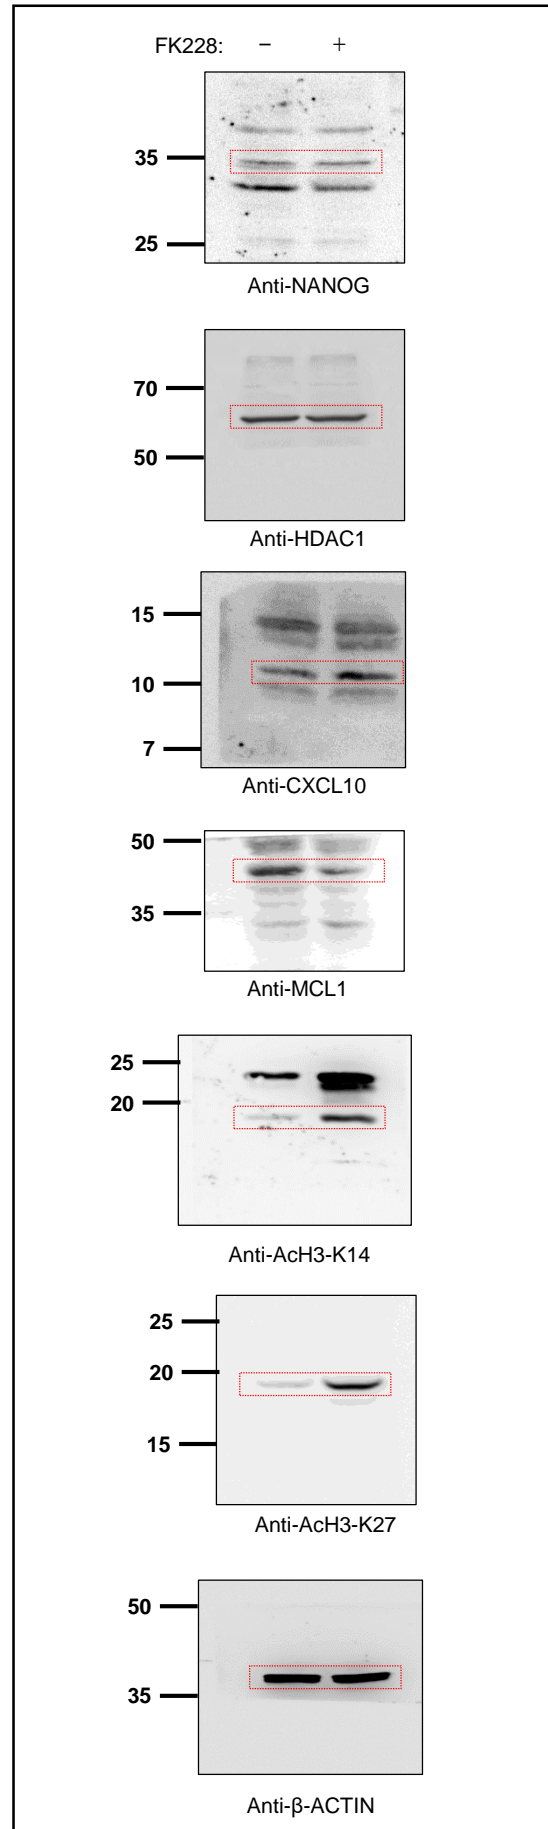 FK228: − +
35
25
Anti-NANOG
70
50
Anti-HDAC1
15
10
7
Anti-CXCL10
50
35
Anti-MCL1
25
20
Anti-AcH3-K14
25
20
15
Anti-AcH3-K27
50
35
Anti-β-ACTIN